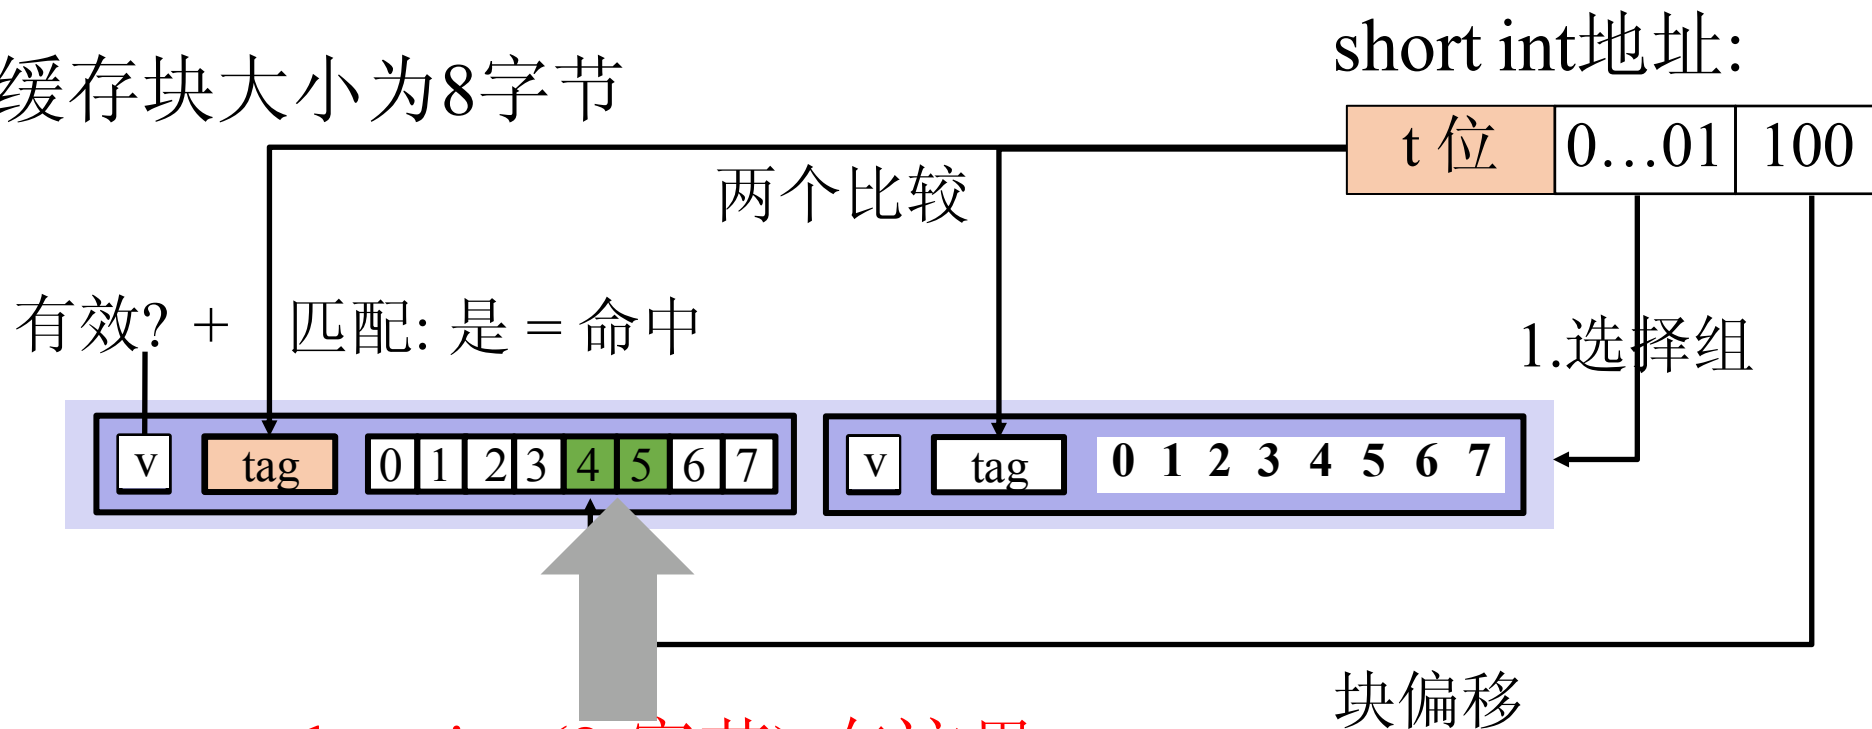 short int地址:
缓存块大小为8字节
t 位 0…01 100
两个比较
有效? + 匹配: 是 = 命中
1.选择组
v tag 0 1 2 3 4 5 6 7 v tag 0 1 2 3 4 5 6 7
块偏移